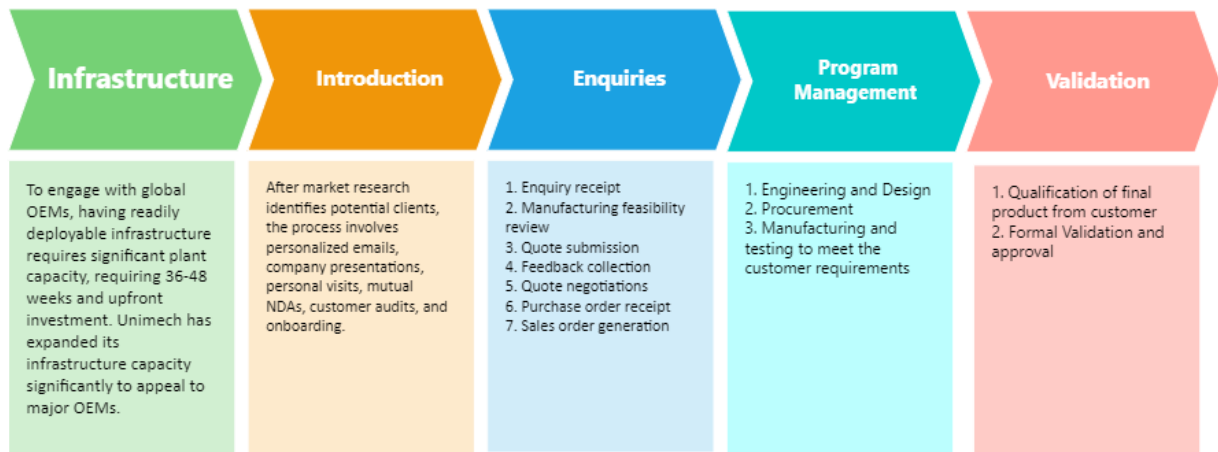 Infrastructure
Introduction
Enquiries
Program
Management
Validation
To engage with global
OEMs, having readily
deployable infrastructure
requires significant plant
capacity, requiring 36-48
weeks and upfront
investment. Unimech has
expanded its
infrastructure capacity
significantly to appeal to
major OEMs.
After market research
identifies potential clients,
the process involves
personalized emails,
company presentations,
personal visits, mutual
NDAs, customer audits, and
onboarding.
1. Enquiry receipt
2. Manufacturing feasibility
review
3. Quote submission
4. Feedback collection
5. Quote negotiations
6. Purchase order receipt
7. Sales order generation
1. Engineering and Design
2. Procurement
3. Manufacturing and
testing to meet the
customer requirements
1. Qualification of final
product from customer
2. Formal Validation and
approval